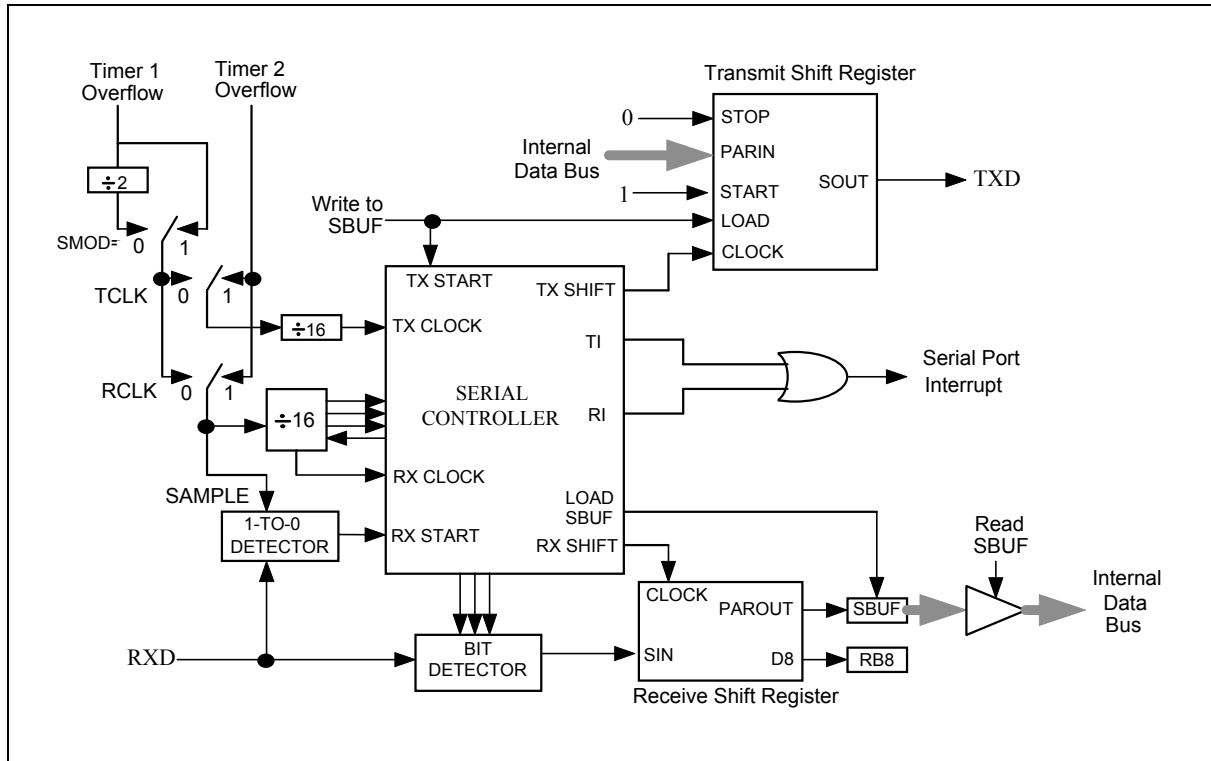 Timer 1
Overflow
Timer 2
Overflow
÷2
SMOD=
0
1
TCLK
0
1
÷16
RCLK
0
1
÷16
SAMPLE
1-TO-0
DETECTOR
RXD
Write to
SBUF
TX START
TX CLOCK
SERIAL
CONTROLLER
RX CLOCK
RX START
TX SHIFT
TI
RI
LOAD
SBUF
RX SHIFT
BIT
DETECTOR
Transmit Shift Register
0
STOP
Internal
Data Bus
PARIN
1
START
LOAD
CLOCK
SOUT
TXD
Serial Port
Interrupt
CLOCK
PAROUT
SIN
D8
Receive Shift Register
SBUF
RB8
Read
SBUF
Internal
Data
Bus